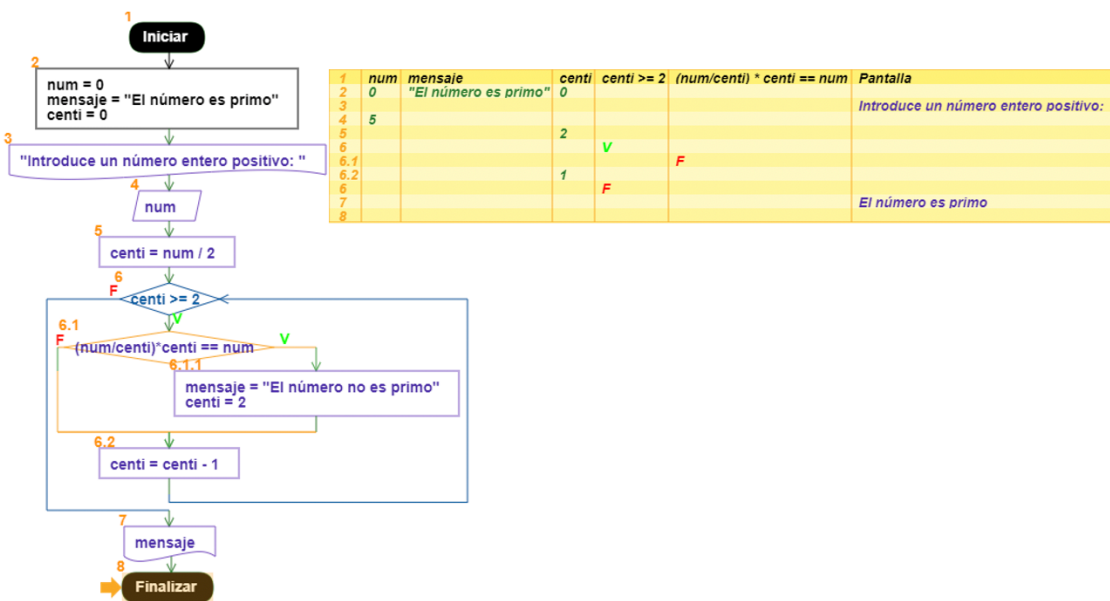 1
Iniciar
2
num = 0
mensaje = "El número es primo"
centi = 0
3
"Introduce un número entero positivo: "
4
num
5
centi = num / 2
6
F
centi >= 2
V
6.1
F
(num/centi)*centi == num
V
6.1.1
mensaje = "El número no es primo"
centi = 2
6.2
centi = centi - 1
7
mensaje
8
Finalizar
1 num mensaje centi centi >= 2 (num/centi) * centi == num Pantalla
2 0 "El número es primo" 0
3 Introduce un número entero positivo:
4 5
5 2
6 V
6.1 F
6.2 1
6 F
7 El número es primo
8